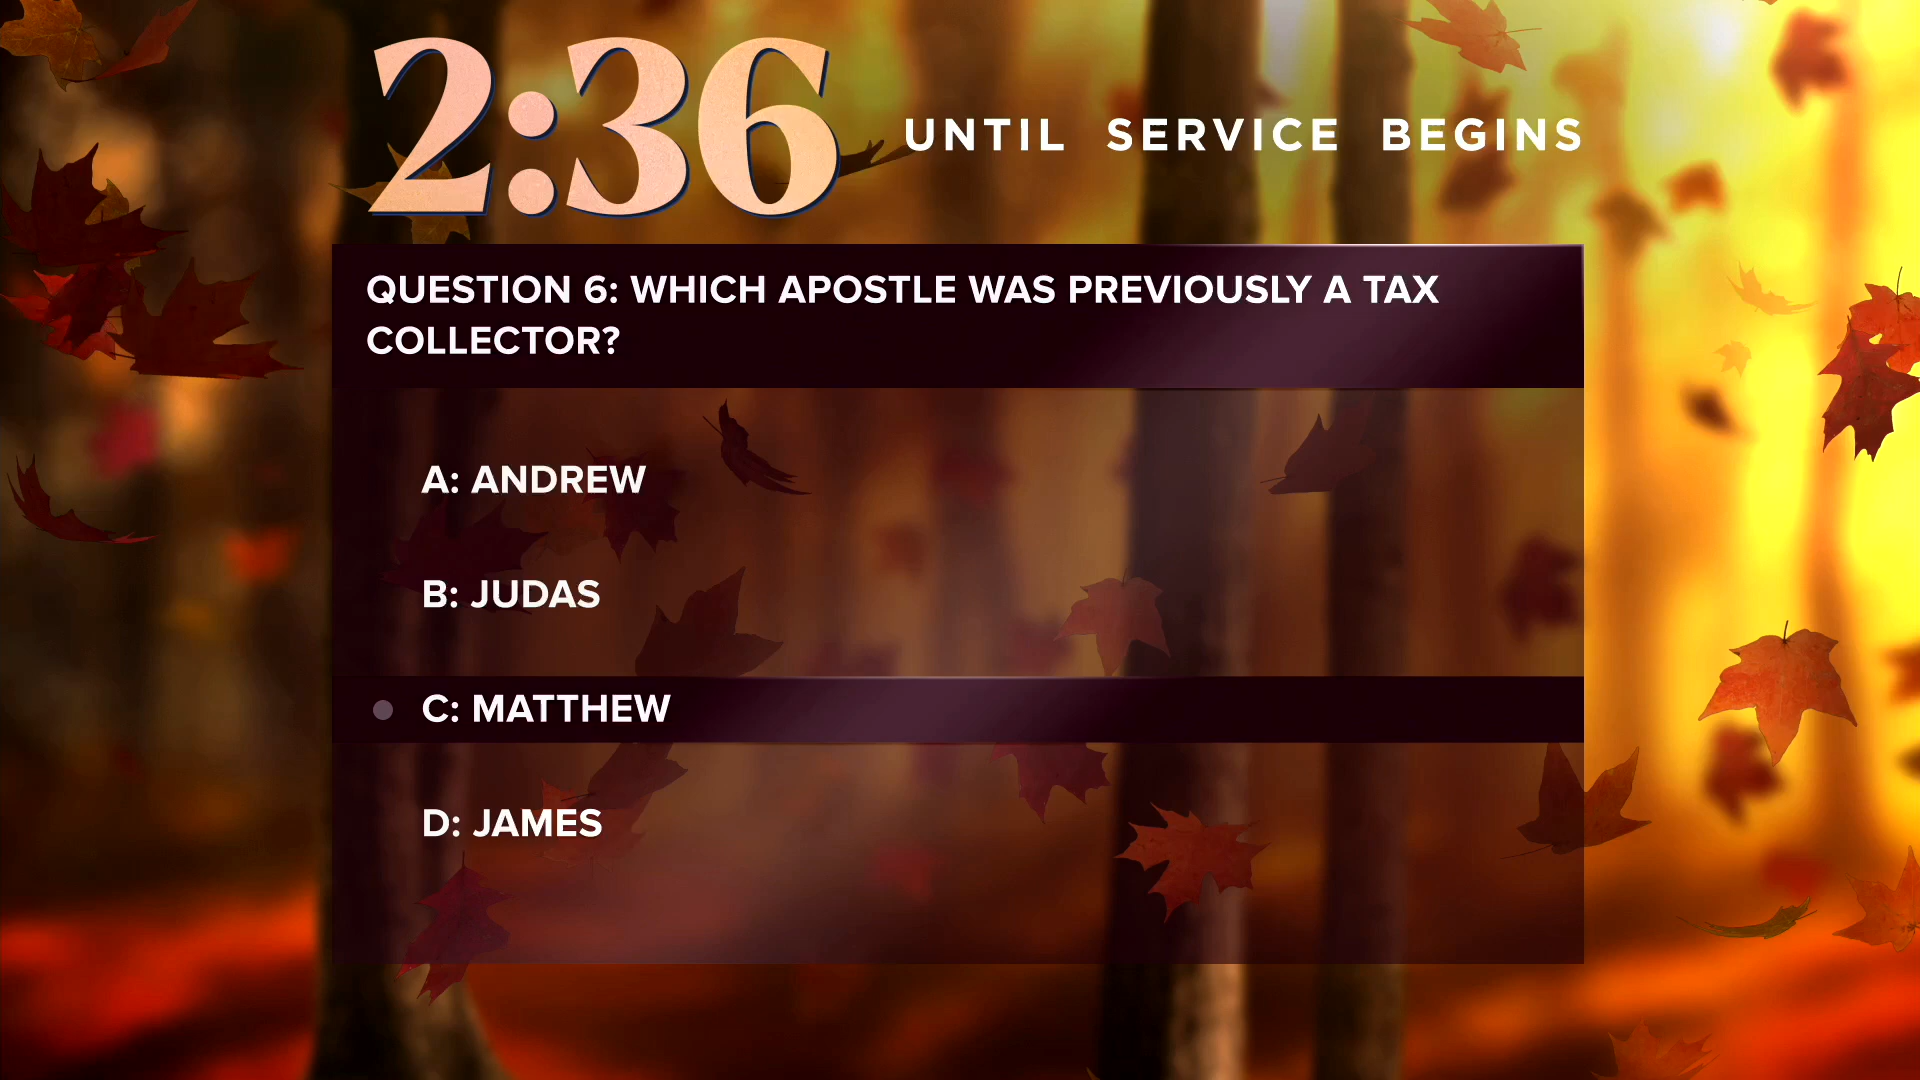 2:36
UNTIL SERVICE BEGINS
QUESTION 6: WHICH APOSTLE WAS PREVIOUSLY A TAX
COLLECTOR?
A: ANDREW
B: JUDAS
C: MATTHEW
D: JAMES